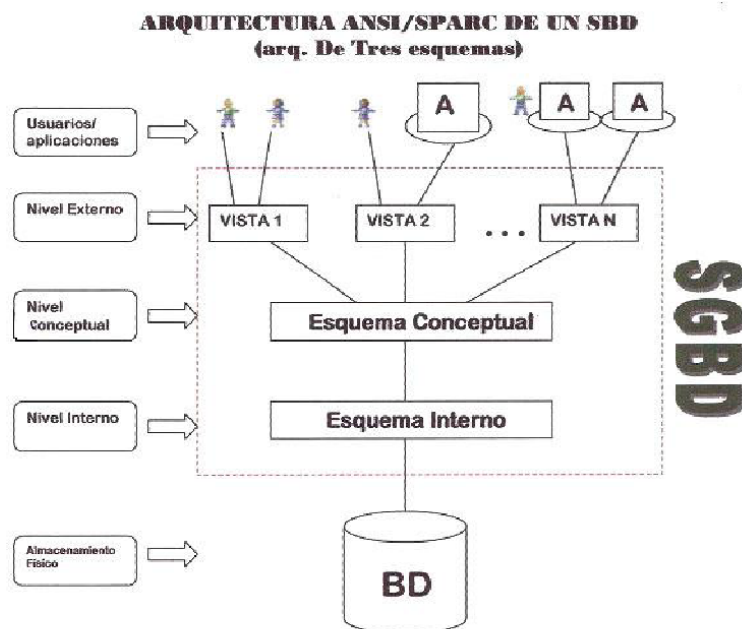 ARQUITECTURA ANSI/SPARC DE UN SBD
(arq. De Tres esquemas)
Usuarios/
aplicaciones
A
A
A
Nivel Externo
VISTA 1
VISTA 2
...
VISTA N
SGBD
Nivel
Conceptual
Esquema Conceptual
Nivel Interno
Esquema Interno
Almacenamiento
Físico
BD